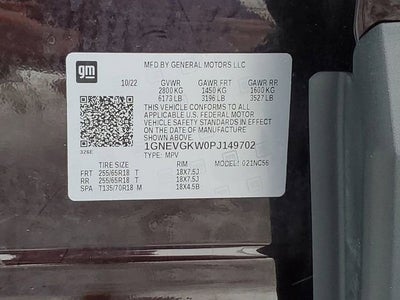 gm
MFD.BY GENERAL MOTORS LLC
10/22 GVWR GAWR FRT GAWR RR
2800 KG 1450 KG 1600 KG
6173 LB 3196 LB 3527 LB
THIS VEHICLE CONFORMS TO ALL
APPLICABLE U.S. FEDERAL MOTOR
VEHICLE SAFETY STANDARDS IN EFFECT
ON THE DATE OF MANUFACTURE
SHOWN ABOVE.
1GNEVGKW0PJ149702
326E TYPE: MPV
TIRE SIZE RIM MODEL: 021NC56
FRT 255/65R18 T 18X7.5J
RR 255/65R18 T 18X7.5J
SPA T135/70R18 M 18X4.5B